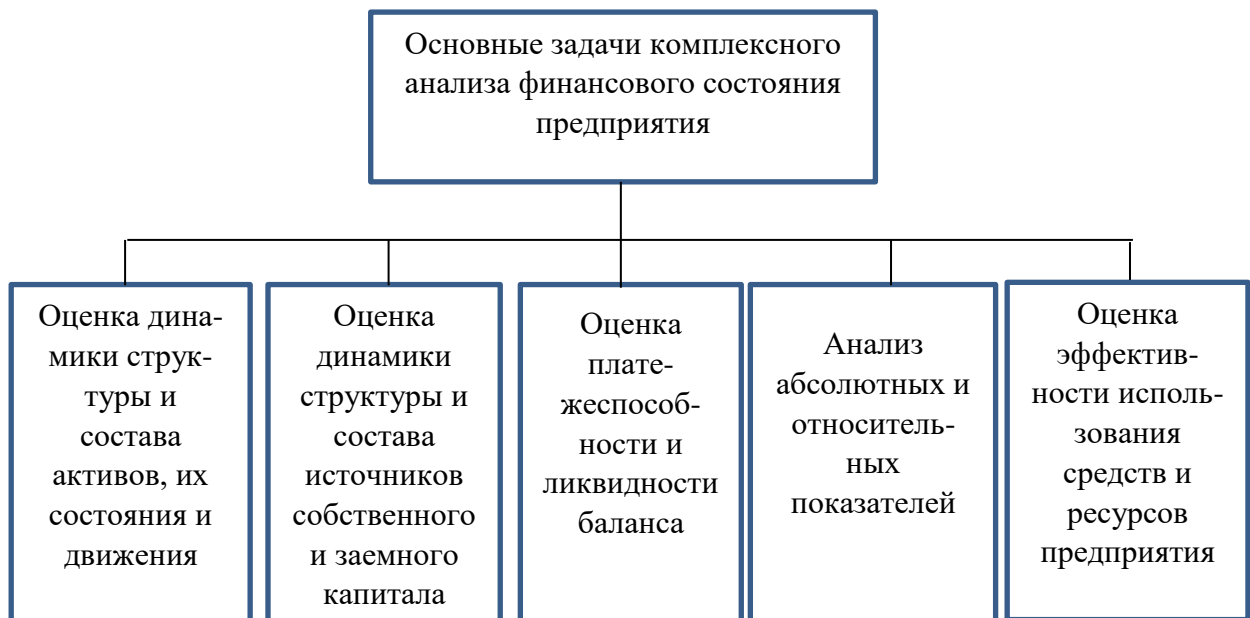 Основные задачи комплексного
анализа финансового состояния
предприятия
Оценка дина-
мики струк-
туры и
состава
активов, их
состояния и
движения
Оценка
динамики
структуры и
состава
источников
собственного
и заемного
капитала
Оценка
плате-
жеспособ-
ности и
ликвидности
баланса
Анализ
абсолютных и
относитель-
ных
показателей
Оценка
эффектив-
ности исполь-
зования
средств и
ресурсов
предприятия